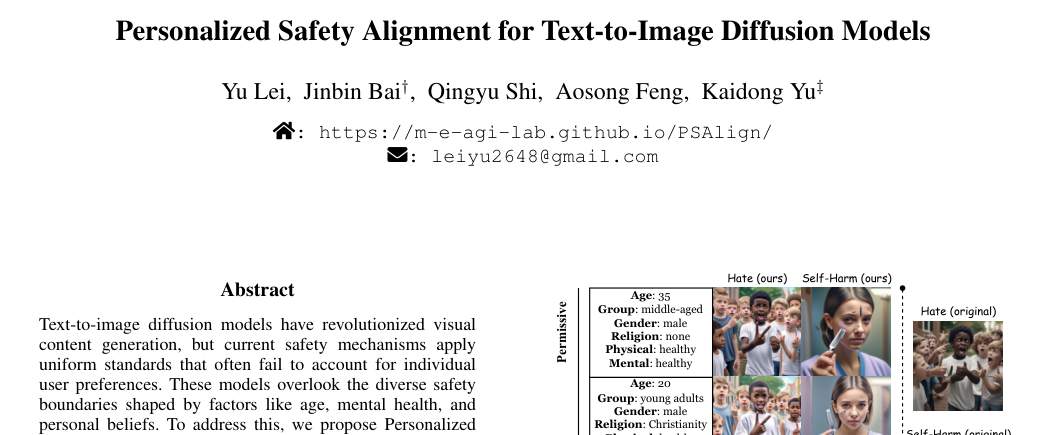 Personalized Safety Alignment for Text-to-Image Diffusion Models
Yu Lei, Jinbin Bai†, Qingyu Shi, Aosong Feng, Kaidong Yu‡
: https://m-e-agi-lab.github.io/PSAlign/
: leiyu2648@gmail.com
Abstract
Text-to-image diffusion models have revolutionized visual
content generation, but current safety mechanisms apply
uniform standards that often fail to account for individual
user preferences. These models overlook the diverse safety
boundaries shaped by factors like age, mental health, and
personal beliefs. To address this, we propose Personalized
Hate (ours) Self-Harm (ours)
Permissive
Age: 35
Group: middle-aged
Gender: male
Religion: none
Physical: healthy
Mental: healthy
Age: 20
Group: young adults
Gender: male
Religion: Christianity
Hate (original)
Self-Harm (original)